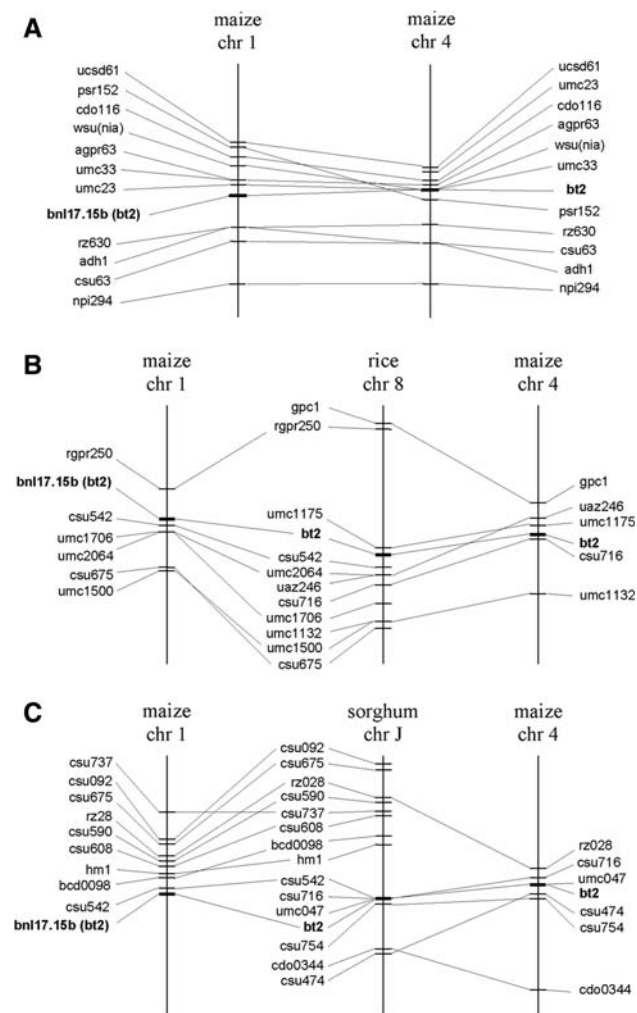 A
maize
chr 1
maize
chr 4
ucsd61
psr152
cdo116
wsu(nia)
agpr63
umc33
umc23
bnl17.15b (bt2)
rz630
adh1
csu63
npi294
ucsd61
umc23
cdo116
agpr63
wsu(nia)
umc33
bt2
psr152
rz630
csu63
adh1
npi294
B
maize
chr 1
rice
chr 8
maize
chr 4
rgpr250
bnl17.15b (bt2)
csu542
umc1706
umc2064
csu675
umc1500
gpc1
rgpr250
umc1175
bt2
csu542
umc2064
uaz246
csu716
umc1706
umc1132
umc1500
csu675
gpc1
uaz246
umc1175
bt2
csu716
umc1132
C
maize
chr 1
sorghum
chr J
maize
chr 4
csu737
csu092
csu675
rz28
csu590
csu608
hm1
bcd0098
csu542
bnl17.15b (bt2)
csu092
csu675
rz028
csu590
csu737
csu608
bcd0098
hm1
csu542
csu716
umc047
bt2
csu754
cdo0344
csu474
rz028
csu716
umc047
bt2
csu474
csu754
cdo0344